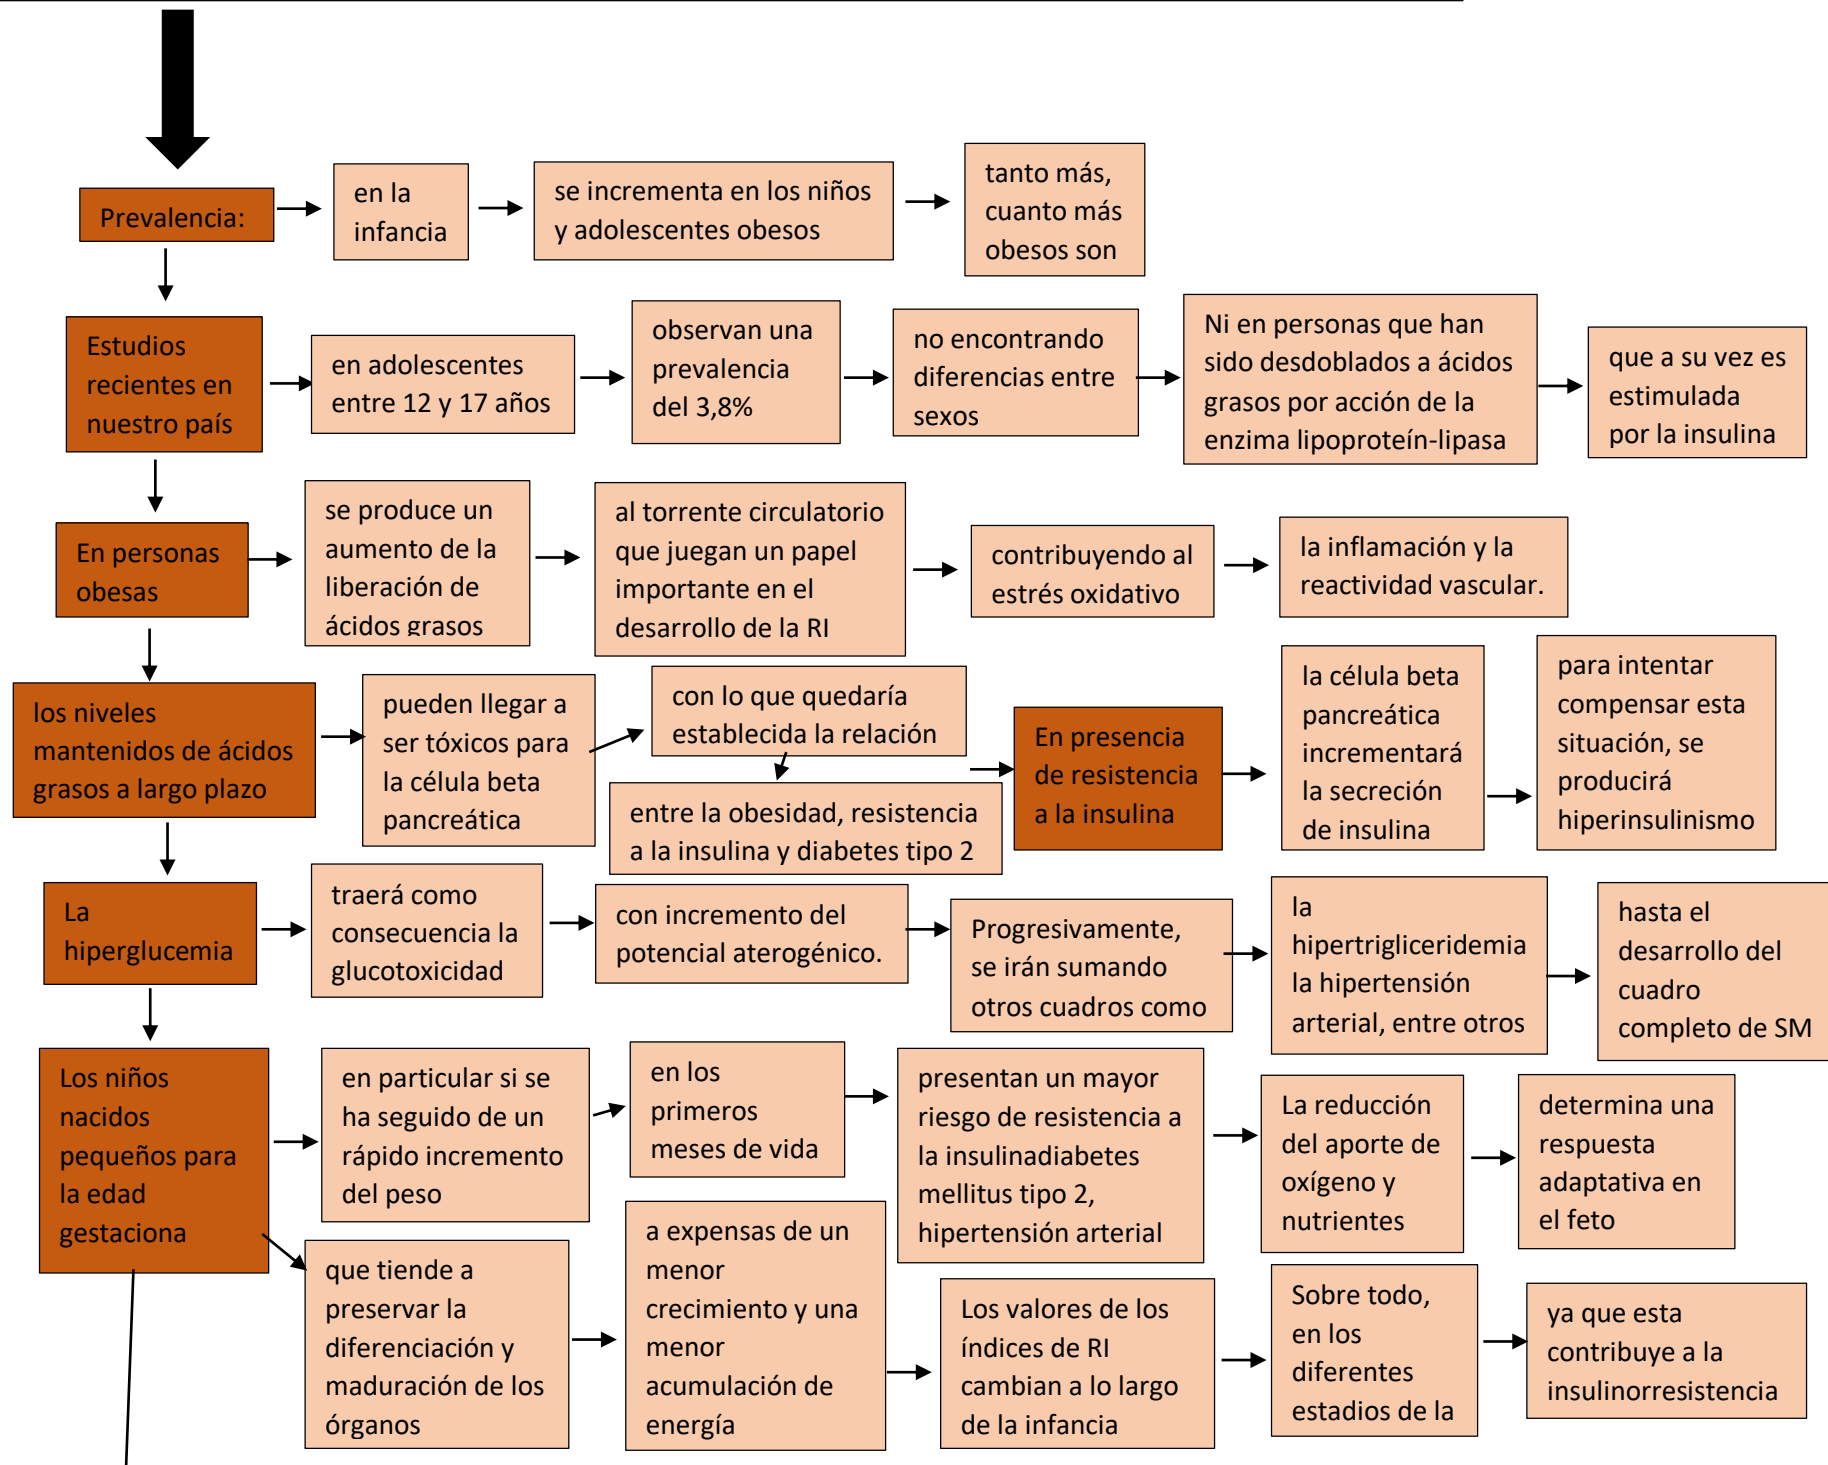 Prevalencia:
en la
infancia
se incrementa en los niños
y adolescentes obesos
tanto más,
cuanto más
obesos son
Estudios
recientes en
nuestro país
en adolescentes
entre 12 y 17 años
observan una
prevalencia
del 3,8%
no encontrando
diferencias entre
sexos
Ni en personas que han
sido desdoblados a ácidos
grasos por acción de la
enzima lipoproteín-lipasa
que a su vez es
estimulada
por la insulina
En personas
obesas
se produce un
aumento de la
liberación de
ácidos grasos
al torrente circulatorio
que juegan un papel
importante en el
desarrollo de la RI
contribuyendo al
estrés oxidativo
la inflamación y la
reactividad vascular.
los niveles
mantenidos de ácidos
grasos a largo plazo
pueden llegar a
ser tóxicos para
la célula beta
pancreática
con lo que quedaría
establecida la relación
entre la obesidad, resistencia
a la insulina y diabetes tipo 2
En presencia
de resistencia
a la insulina
la célula beta
pancreática
incrementará
la secreción
de insulina
para intentar
compensar esta
situación, se
producirá
hiperinsulinismo
La
hiperglucemia
traerá como
consecuencia la
glucotoxicidad
con incremento del
potencial aterogénico.
Progresivamente,
se irán sumando
otros cuadros como
la
hipertrigliceridemia
la hipertensión
arterial, entre otros
hasta el
desarrollo del
cuadro
completo de SM
Los niños
nacidos
pequeños para
la edad
gestaciona
en particular si se
ha seguido de un
rápido incremento
del peso
en los
primeros
meses de vida
presentan un mayor
riesgo de resistencia a
la insulinadiabetes
mellitus tipo 2,
hipertensión arterial
La reducción
del aporte de
oxígeno y
nutrientes
determina una
respuesta
adaptativa en
el feto
que tiende a
preservar la
diferenciación y
maduración de los
órganos
a expensas de un
menor
crecimiento y una
menor
acumulación de
energía
Los valores de los
índices de RI
cambian a lo largo
de la infancia
Sobre todo,
en los
diferentes
estadios de la
ya que esta
contribuye a la
insulinorresistencia